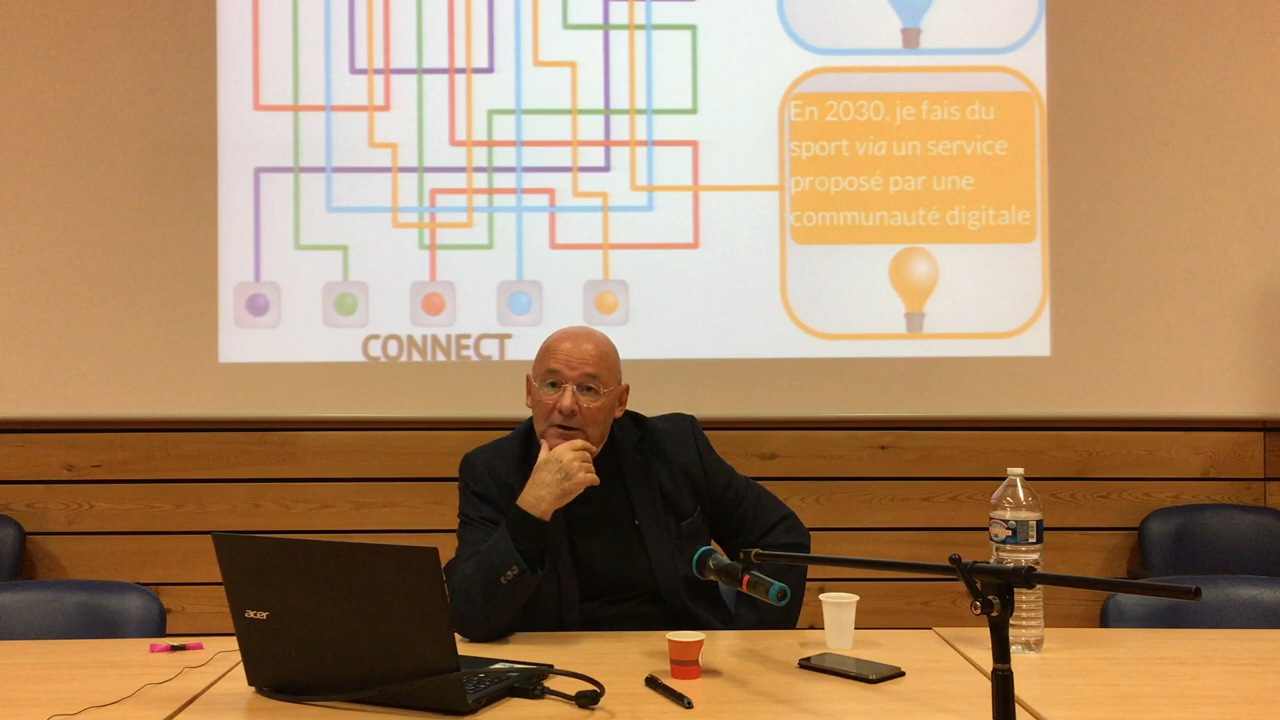 En 2030, je fais du
sport via un service
proposé par une
communauté digitale
CONNECT
acer